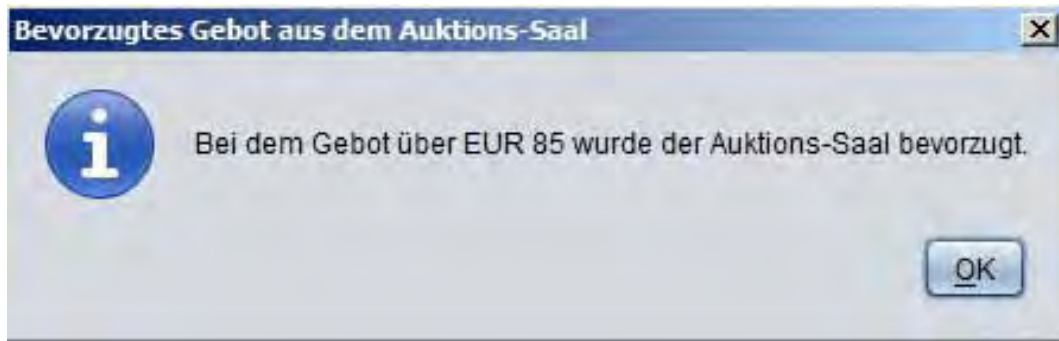 Bevorzugtes Gebot aus dem Auktions-Saal
Bei dem Gebot über EUR 85 wurde der Auktions-Saal bevorzugt.
OK